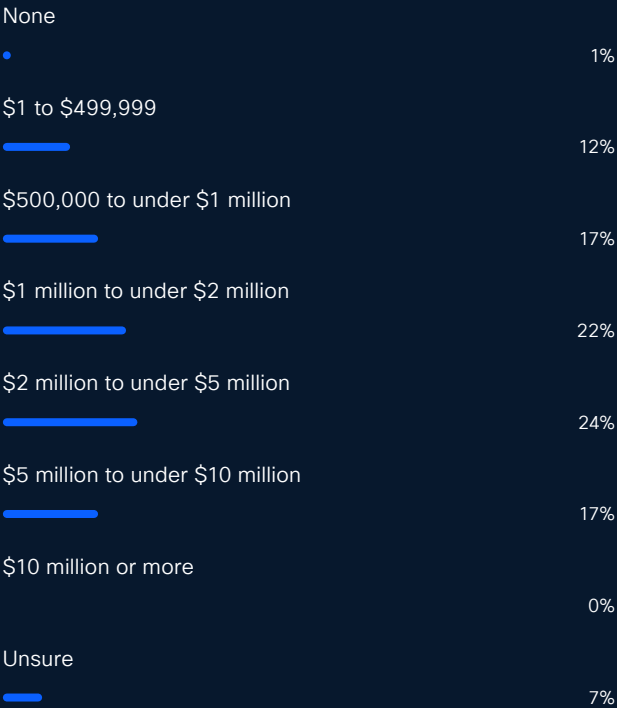 None
1%
$1 to $499,999
12%
$500,000 to under $1 million
17%
$1 million to under $2 million
22%
$2 million to under $5 million
24%
$5 million to under $10 million
17%
$10 million or more
0%
Unsure
7%